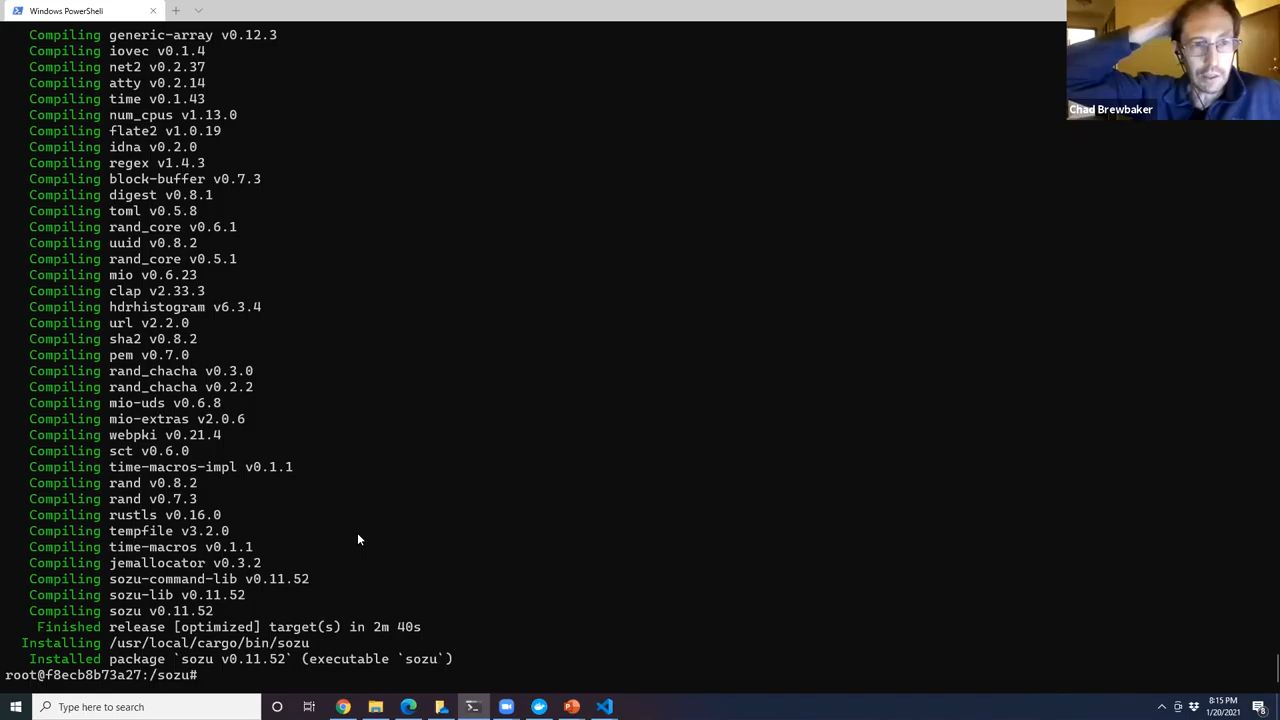 Windows PowerShell
Compiling generic-array v0.12.3
Compiling iovec v0.1.4
Compiling net2 v0.2.37
Compiling atty v0.2.14
Compiling time v0.1.43
Compiling num_cpus v1.13.0
Compiling flate2 v1.0.19
Compiling idna v0.2.0
Compiling regex v1.4.3
Compiling block-buffer v0.7.3
Compiling digest v0.8.1
Compiling toml v0.5.8
Compiling rand_core v0.6.1
Compiling uuid v0.8.2
Compiling rand_core v0.5.1
Compiling mio v0.6.23
Compiling clap v2.33.3
Compiling hdrhistogram v6.3.4
Compiling url v2.2.0
Compiling sha2 v0.8.2
Compiling pem v0.7.0
Compiling rand_chacha v0.3.0
Compiling rand_chacha v0.2.2
Compiling mio-uds v0.6.8
Compiling mio-extras v2.0.6
Compiling webpki v0.21.4
Compiling sct v0.6.0
Compiling time-macros-impl v0.1.1
Compiling rand v0.8.2
Compiling rand v0.7.3
Compiling rustls v0.16.0
Compiling tempfile v3.2.0
Compiling time-macros v0.1.1
Compiling jemallocator v0.3.2
Compiling sozu-command-lib v0.11.52
Compiling sozu-lib v0.11.52
Compiling sozu v0.11.52
Finished release [optimized] target(s) in 2m 40s
Installing /usr/local/cargo/bin/sozu
Installed package `sozu v0.11.52` (executable `sozu`)
root@f8ecb8b73a27:/sozu#
Chad Brewbaker
Type here to search
8:15 PM
1/20/2021
8